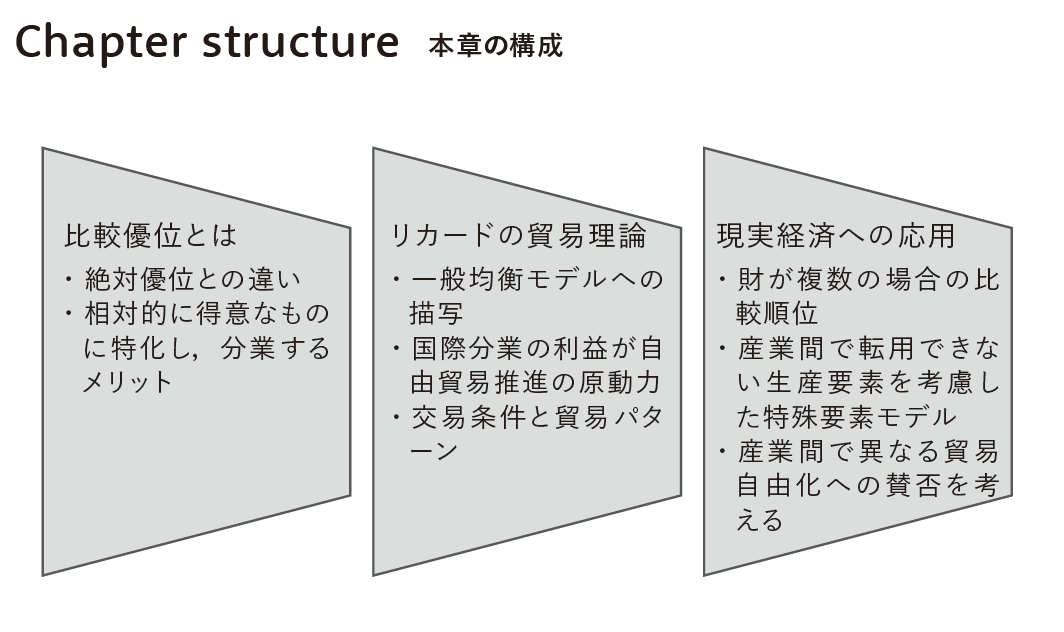 Chapter structure 本章の構成
比較優位とは
・絶対優位との違い
・相対的に得意なもの
に特化し，分業する
メリット
リカードの貿易理論
・一般均衡モデルへの
描写
・国際分業の利益が自
由貿易推進の原動力
・交易条件と貿易パタ
ーン
現実経済への応用
・財が複数の場合の比
較順位
・産業間で転用できな
い生産要素を考慮し
た特殊要素モデル
・産業間で異なる貿易
自由化への賛否を考
える